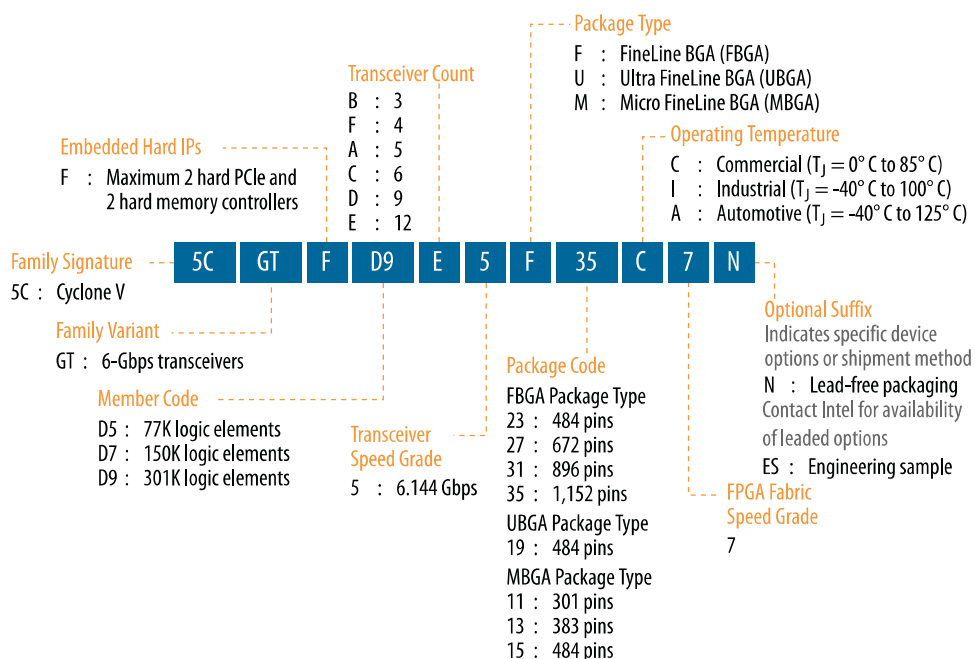 Package Type
F : FineLine BGA (FBGA)
U : Ultra FineLine BGA (UBGA)
M : Micro FineLine BGA (MBGA)
Transceiver Count
B : 3
F : 4
A : 5
C : 6
D : 9
E : 12
Operating Temperature
C : Commercial (TJ = 0° C to 85° C)
I : Industrial (TJ = -40° C to 100° C)
A : Automotive (TJ = -40° C to 125° C)
Embedded Hard IPs
F : Maximum 2 hard PCIe and
2 hard memory controllers
5C GT F D9 E 5 F 35 C 7 N
Family Signature
5C : Cyclone V
Family Variant
GT : 6-Gbps transceivers
Member Code
D5 : 77K logic elements
D7 : 150K logic elements
D9 : 301K logic elements
Transceiver
Speed Grade
5 : 6.144 Gbps
Package Code
FBGA Package Type
23 : 484 pins
27 : 672 pins
31 : 896 pins
35 : 1,152 pins
UBGA Package Type
19 : 484 pins
MBGA Package Type
11 : 301 pins
13 : 383 pins
15 : 484 pins
Optional Suffix
Indicates specific device
options or shipment method
N : Lead-free packaging
Contact Intel for availability
of leaded options
ES : Engineering sample
FPGA Fabric
Speed Grade
7